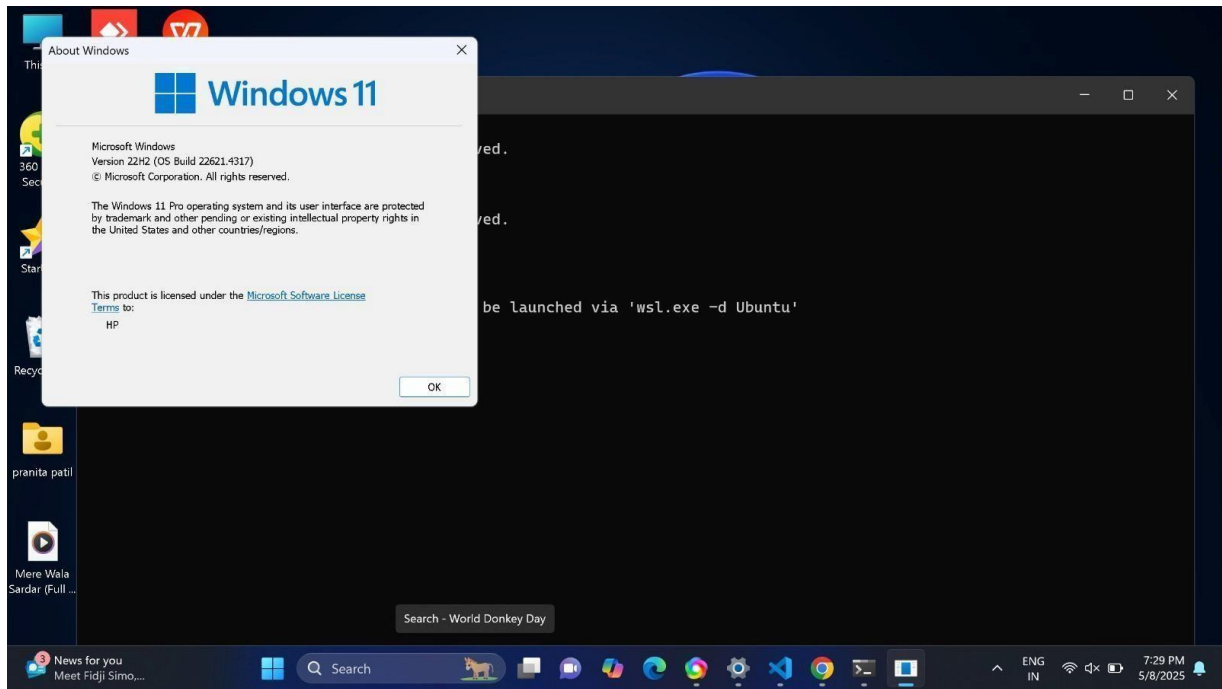 This
360
Secu
Star
Recyc
pranita patil
Mere Wala
Sardar (Full ...
About Windows
Windows 11
Microsoft Windows
Version 22H2 (OS Build 22621.4317)
© Microsoft Corporation. All rights reserved.
The Windows 11 Pro operating system and its user interface are protected
by trademark and other pending or existing intellectual property rights in
the United States and other countries/regions.
This product is licensed under the Microsoft Software License
Terms to:
HP
OK
ved.
ved.
be launched via 'wsl.exe -d Ubuntu'
Search - World Donkey Day
3
News for you
Meet Fidji Simo,...
Search
ENG
IN
7:29 PM
5/8/2025